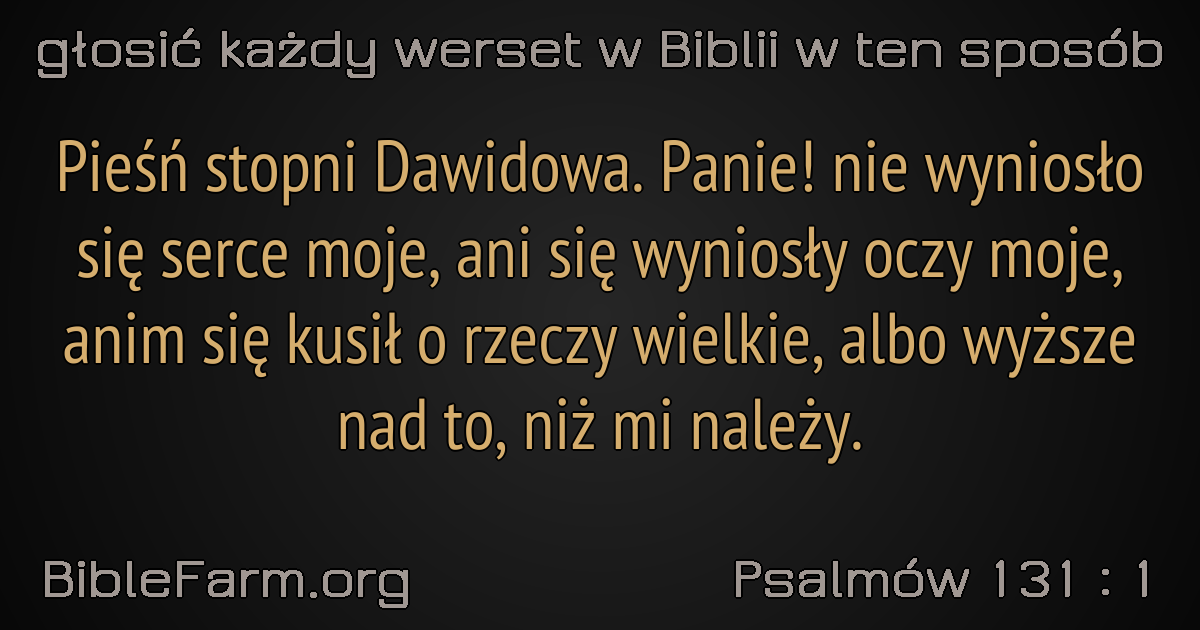 głosić każdy werset w Biblii w ten sposób
Pieśń stopni Dawidowa. Panie! nie wyniosło
się serce moje, ani się wyniosły oczy moje,
anim się kusił o rzeczy wielkie, albo wyższe
nad to, niż mi należy.
BibleFarm.org
Psalmów 131 : 1